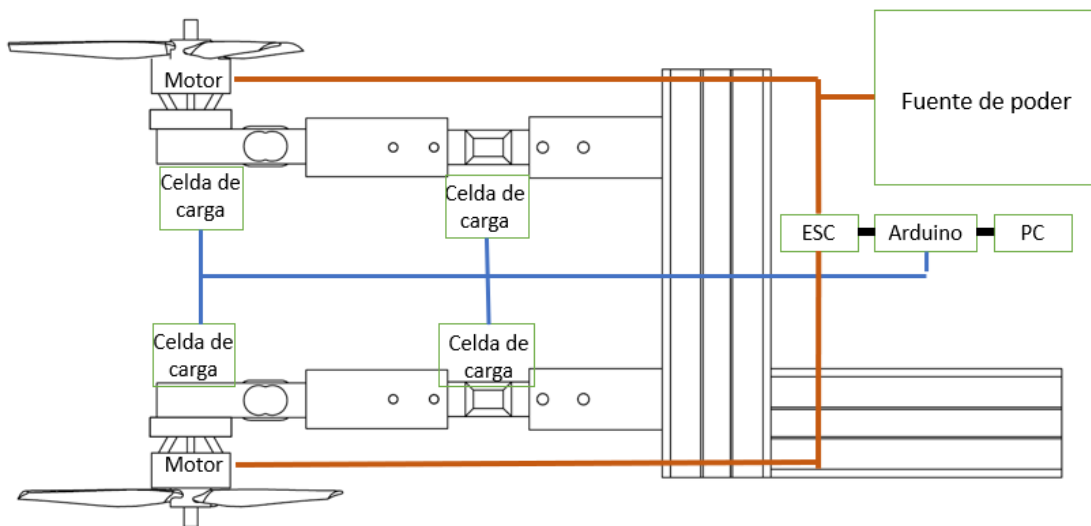 Motor
Fuente de poder
Celda de
carga
Celda de
carga
ESC
Arduino
PC
Celda de
carga
Celda de
carga
Motor